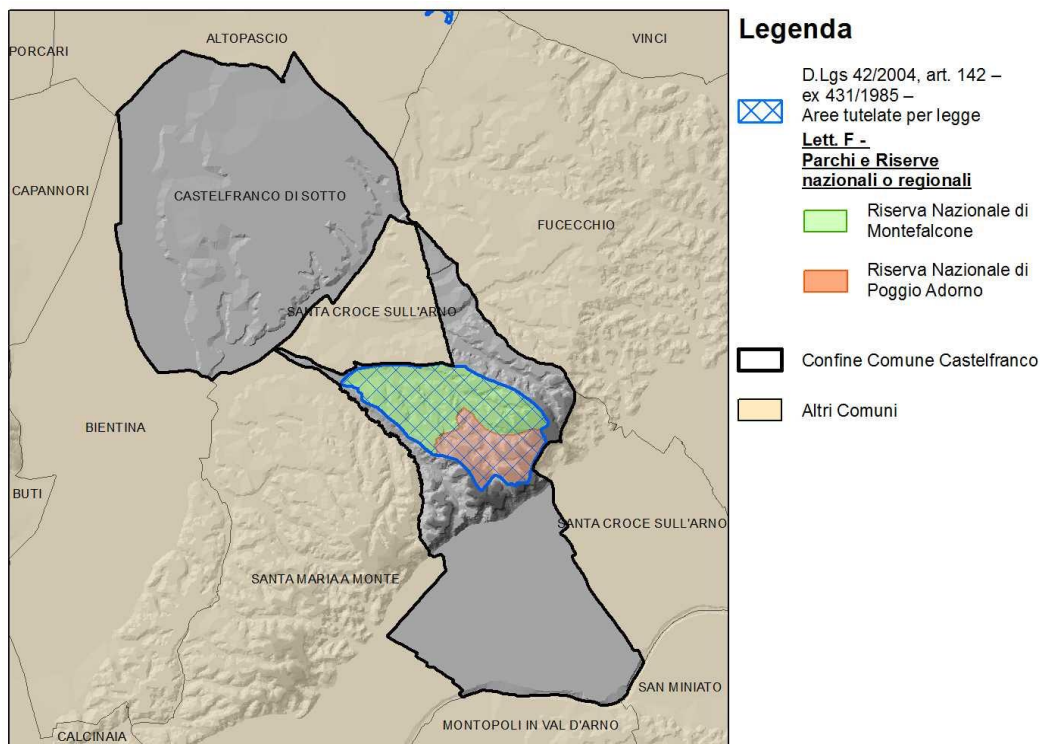 PORCARI
ALTOPASCIO
VINCI
CAPANNORI
CASTELFRANCO DI SOTTO
FUCECCHIO
SANTA CROCE SULL'ARNO
BIENTINA
BUTI
SANTA CROCE SULL'ARNO
SANTA MARIA A MONTE
SAN MINIATO
MONTOPOLI IN VAL D'ARNO
CALCINAIA
Legenda
D.Lgs 42/2004, art. 142 –
ex 431/1985 –
Aree tutelate per legge
Lett. F -
Parchi e Riserve
nazionali o regionali
Riserva Nazionale di
Montefalcone
Riserva Nazionale di
Poggio Adorno
Confine Comune Castelfranco
Altri Comuni